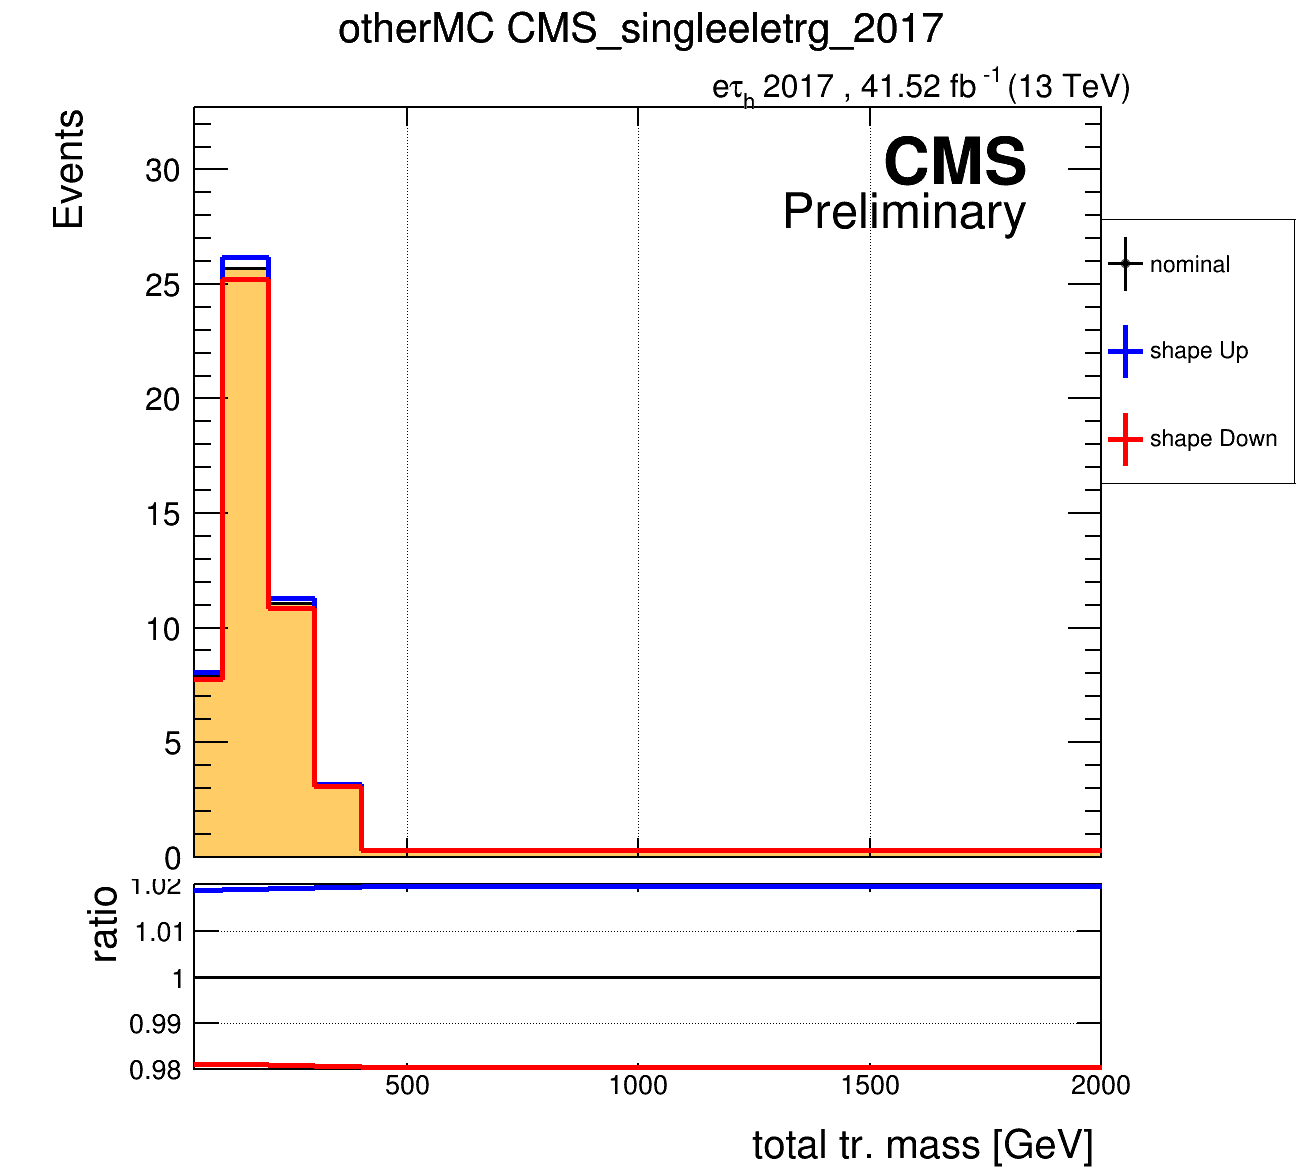 otherMC CMS_singleeletrg_2017
eτh 2017 , 41.52 fb -1 (13 TeV)
Events
CMS
Preliminary
30
25
20
15
10
5
0
nominal
shape Up
shape Down
ratio
1.02
1.01
1
0.99
0.98
500 1000 1500 2000
total tr. mass [GeV]